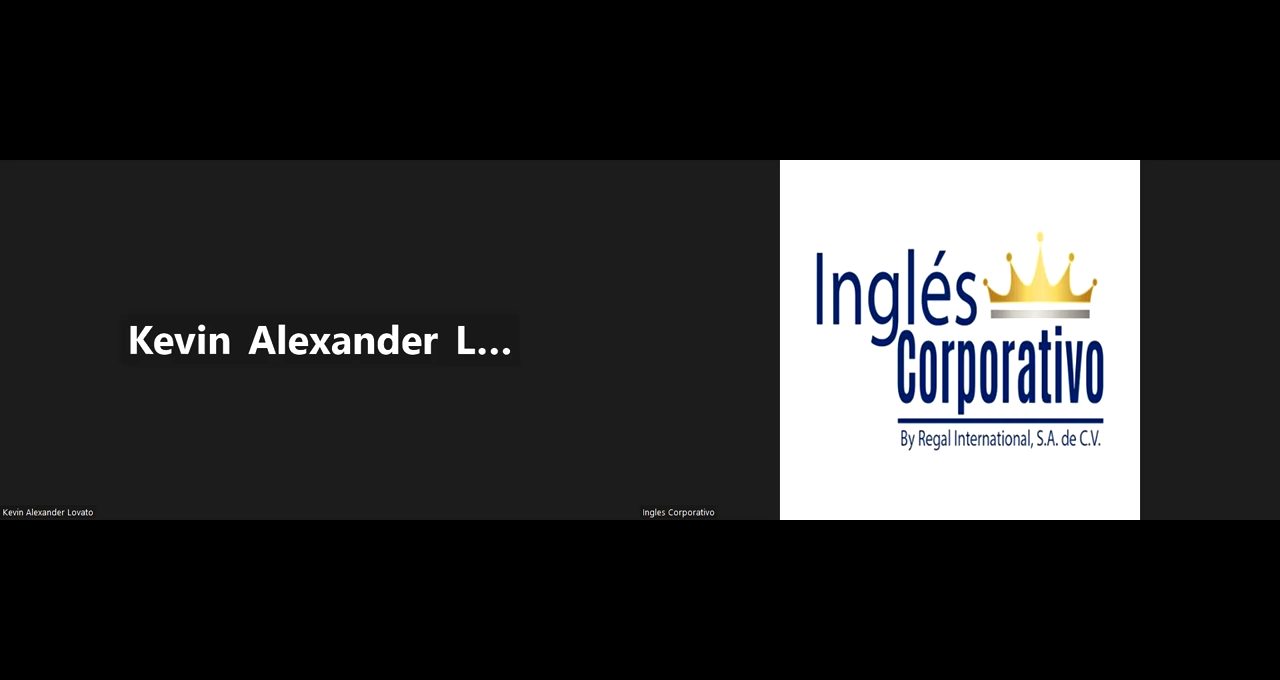 Kevin Alexander L...
Kevin Alexander Lovato
Inglés
Corporativo
By Regal International, S.A. de C.V.
Ingles Corporativo